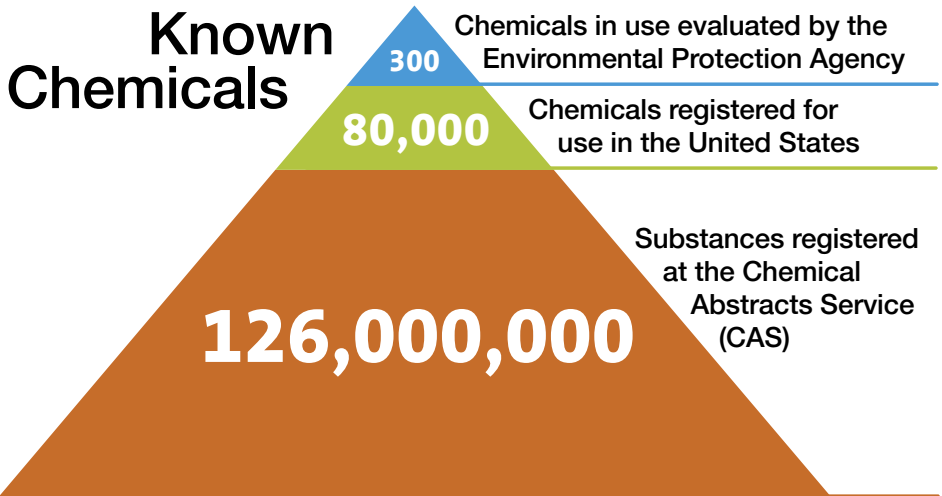 Known
Chemicals
300
Chemicals in use evaluated by the
Environmental Protection Agency
80,000
Chemicals registered for
use in the United States
126,000,000
Substances registered
at the Chemical
Abstracts Service
(CAS)